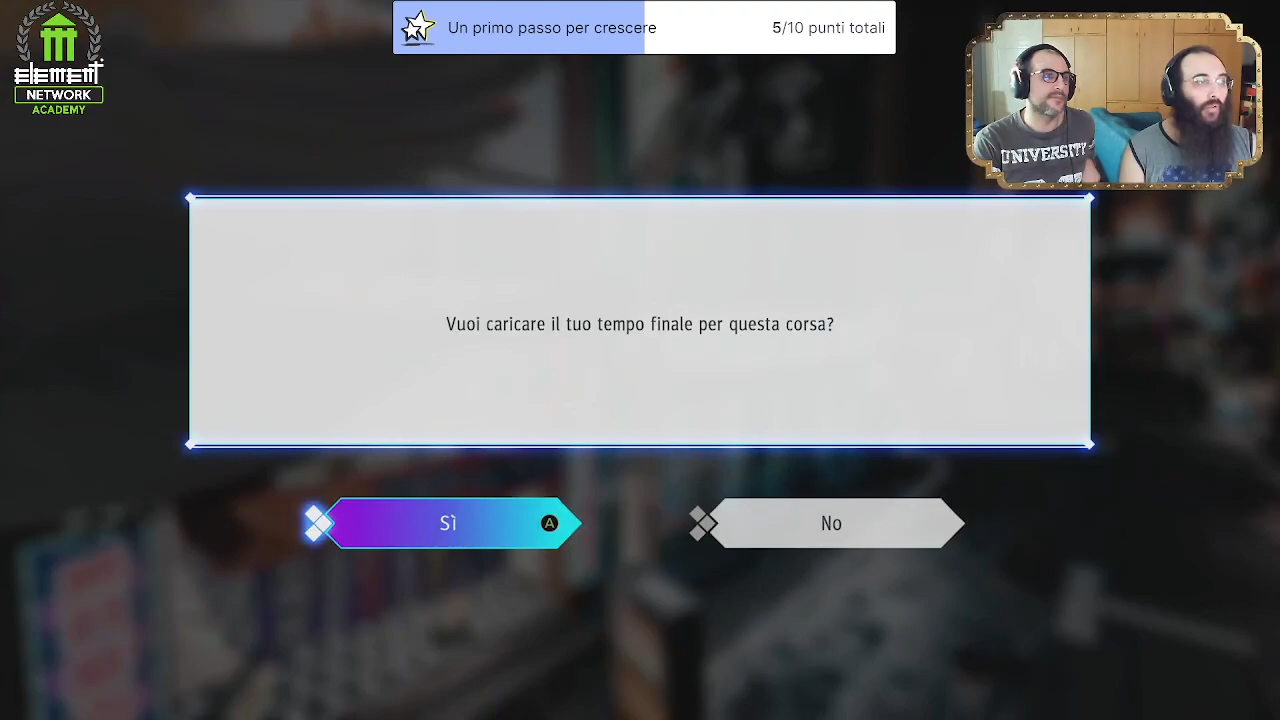 Un primo passo per crescere
5/10 punti totali
ELEMENT
NETWORK
ACADEMY
UNIVERSITY
Vuoi caricare il tuo tempo finale per questa corsa?
Sì
A
No